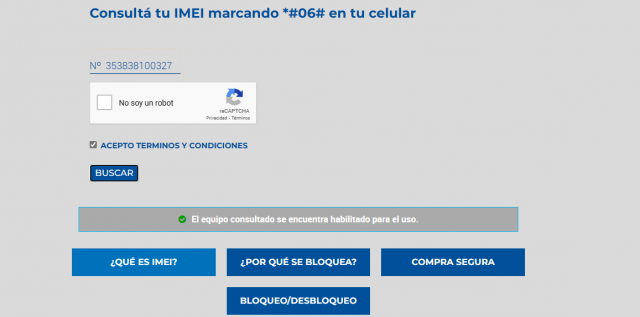 Consultá tu IMEI marcando *#06# en tu celular
Nº 353838100327
No soy un robot
reCAPTCHA
Privacidad - Términos
ACEPTO TERMINOS Y CONDICIONES
BUSCAR
El equipo consultado se encuentra habilitado para el uso.
¿QUÉ ES IMEI?
¿POR QUÉ SE BLOQUEA?
COMPRA SEGURA
BLOQUEO/DESBLOQUEO